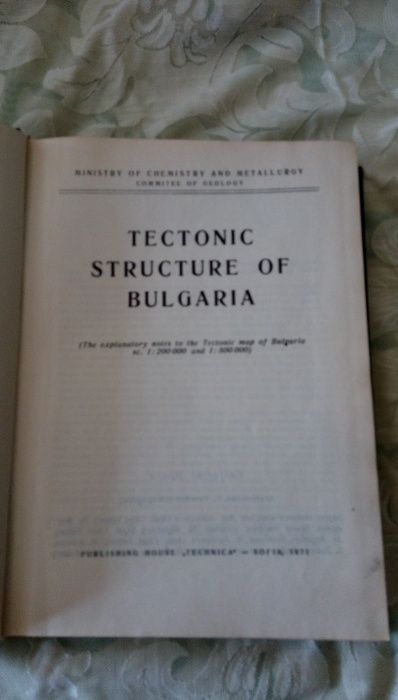 MINISTRY OF CHEMISTRY AND METALLURGY
COMMITEE OF GEOLOGY
TECTONIC
STRUCTURE OF
BULGARIA
(The explanatory notes to the Tectonic map of Bulgaria
sc. 1:200 000 and 1:500 000)
PUBLISHING HOUSE „TECHNICA“ — SOFIA, 1971